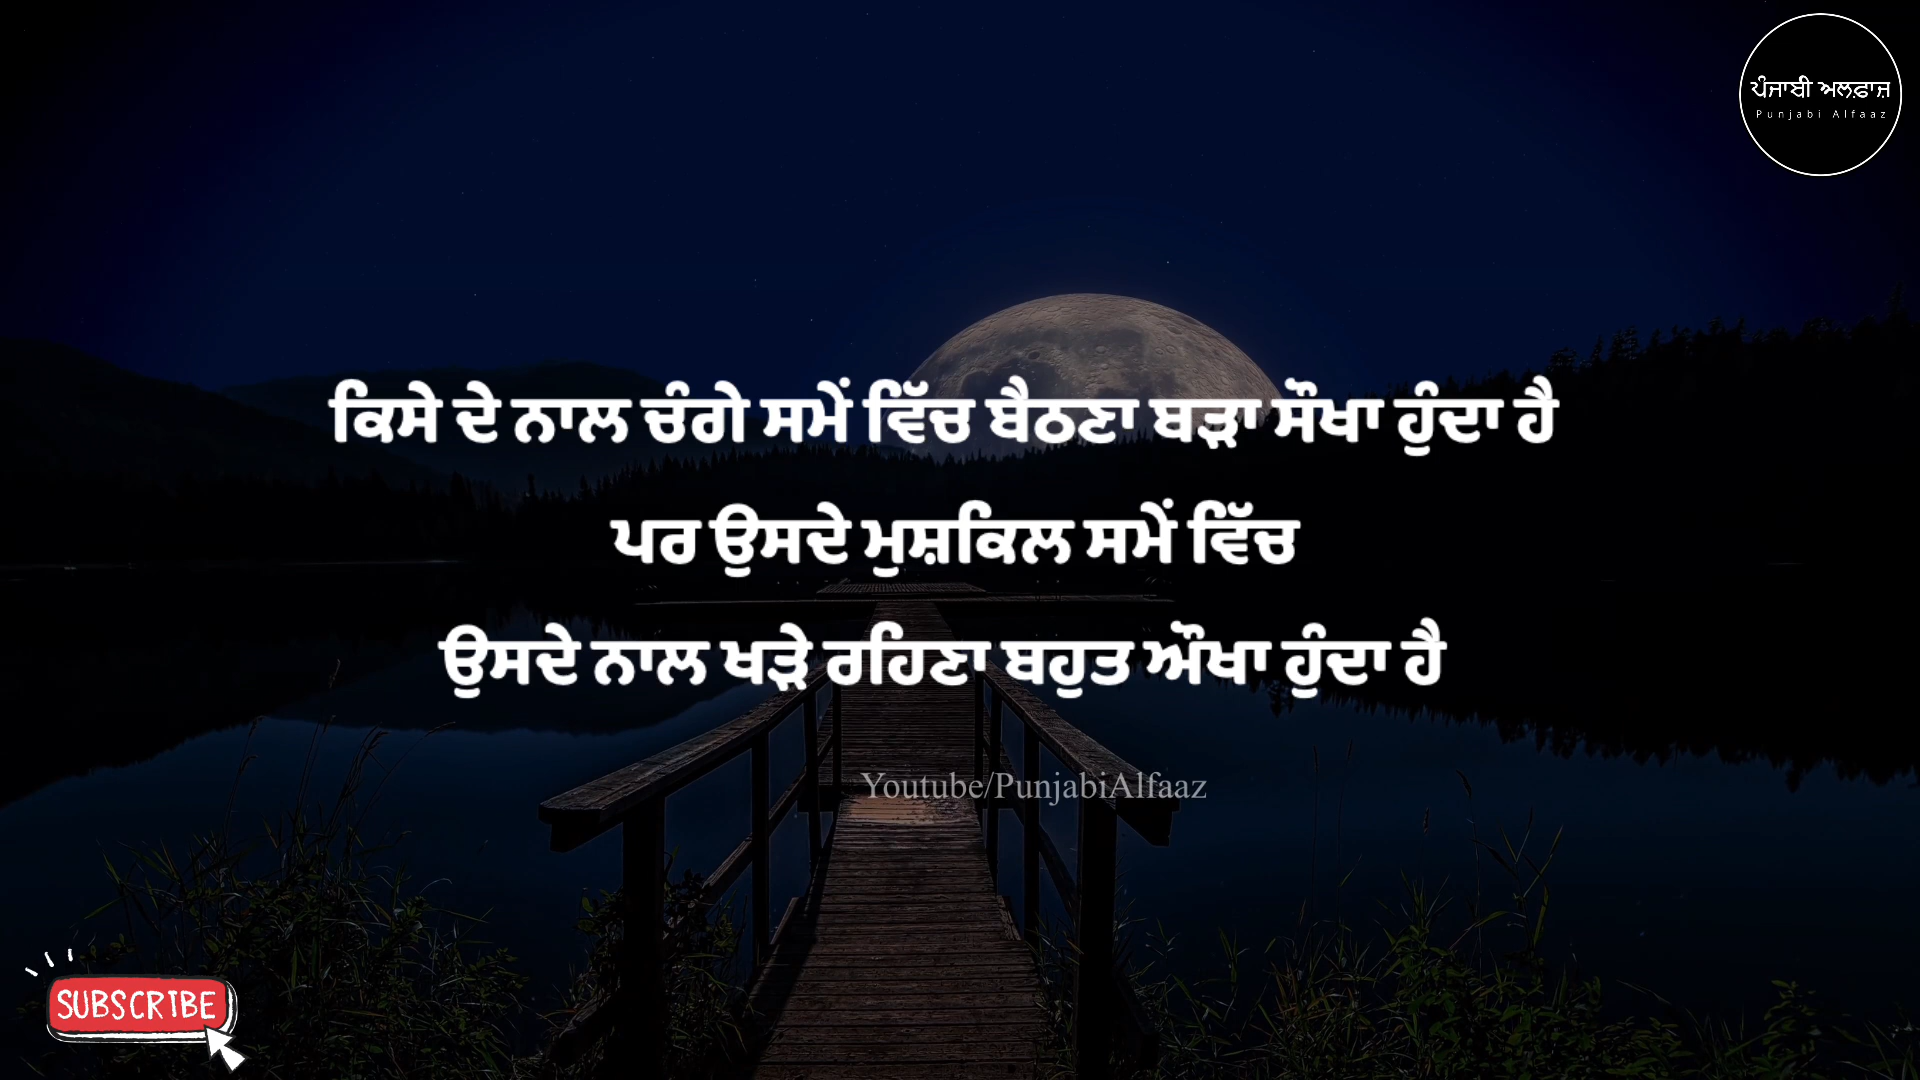 ਪੰਜਾਬੀ ਅਲਫ਼ਾਜ਼
Punjabi Alfaaz
ਕਿਸੇ ਦੇ ਨਾਲ ਚੰਗੇ ਸਮੇਂ ਵਿੱਚ ਬੈਠਣਾ ਬੜਾ ਸੌਖਾ ਹੁੰਦਾ ਹੈ
ਪਰ ਉਸਦੇ ਮੁਸ਼ਕਿਲ ਸਮੇਂ ਵਿੱਚ
ਉਸਦੇ ਨਾਲ ਖੜੇ ਰਹਿਣਾ ਬਹੁਤ ਔਖਾ ਹੁੰਦਾ ਹੈ
Youtube/PunjabiAlfaaz
SUBSCRIBE